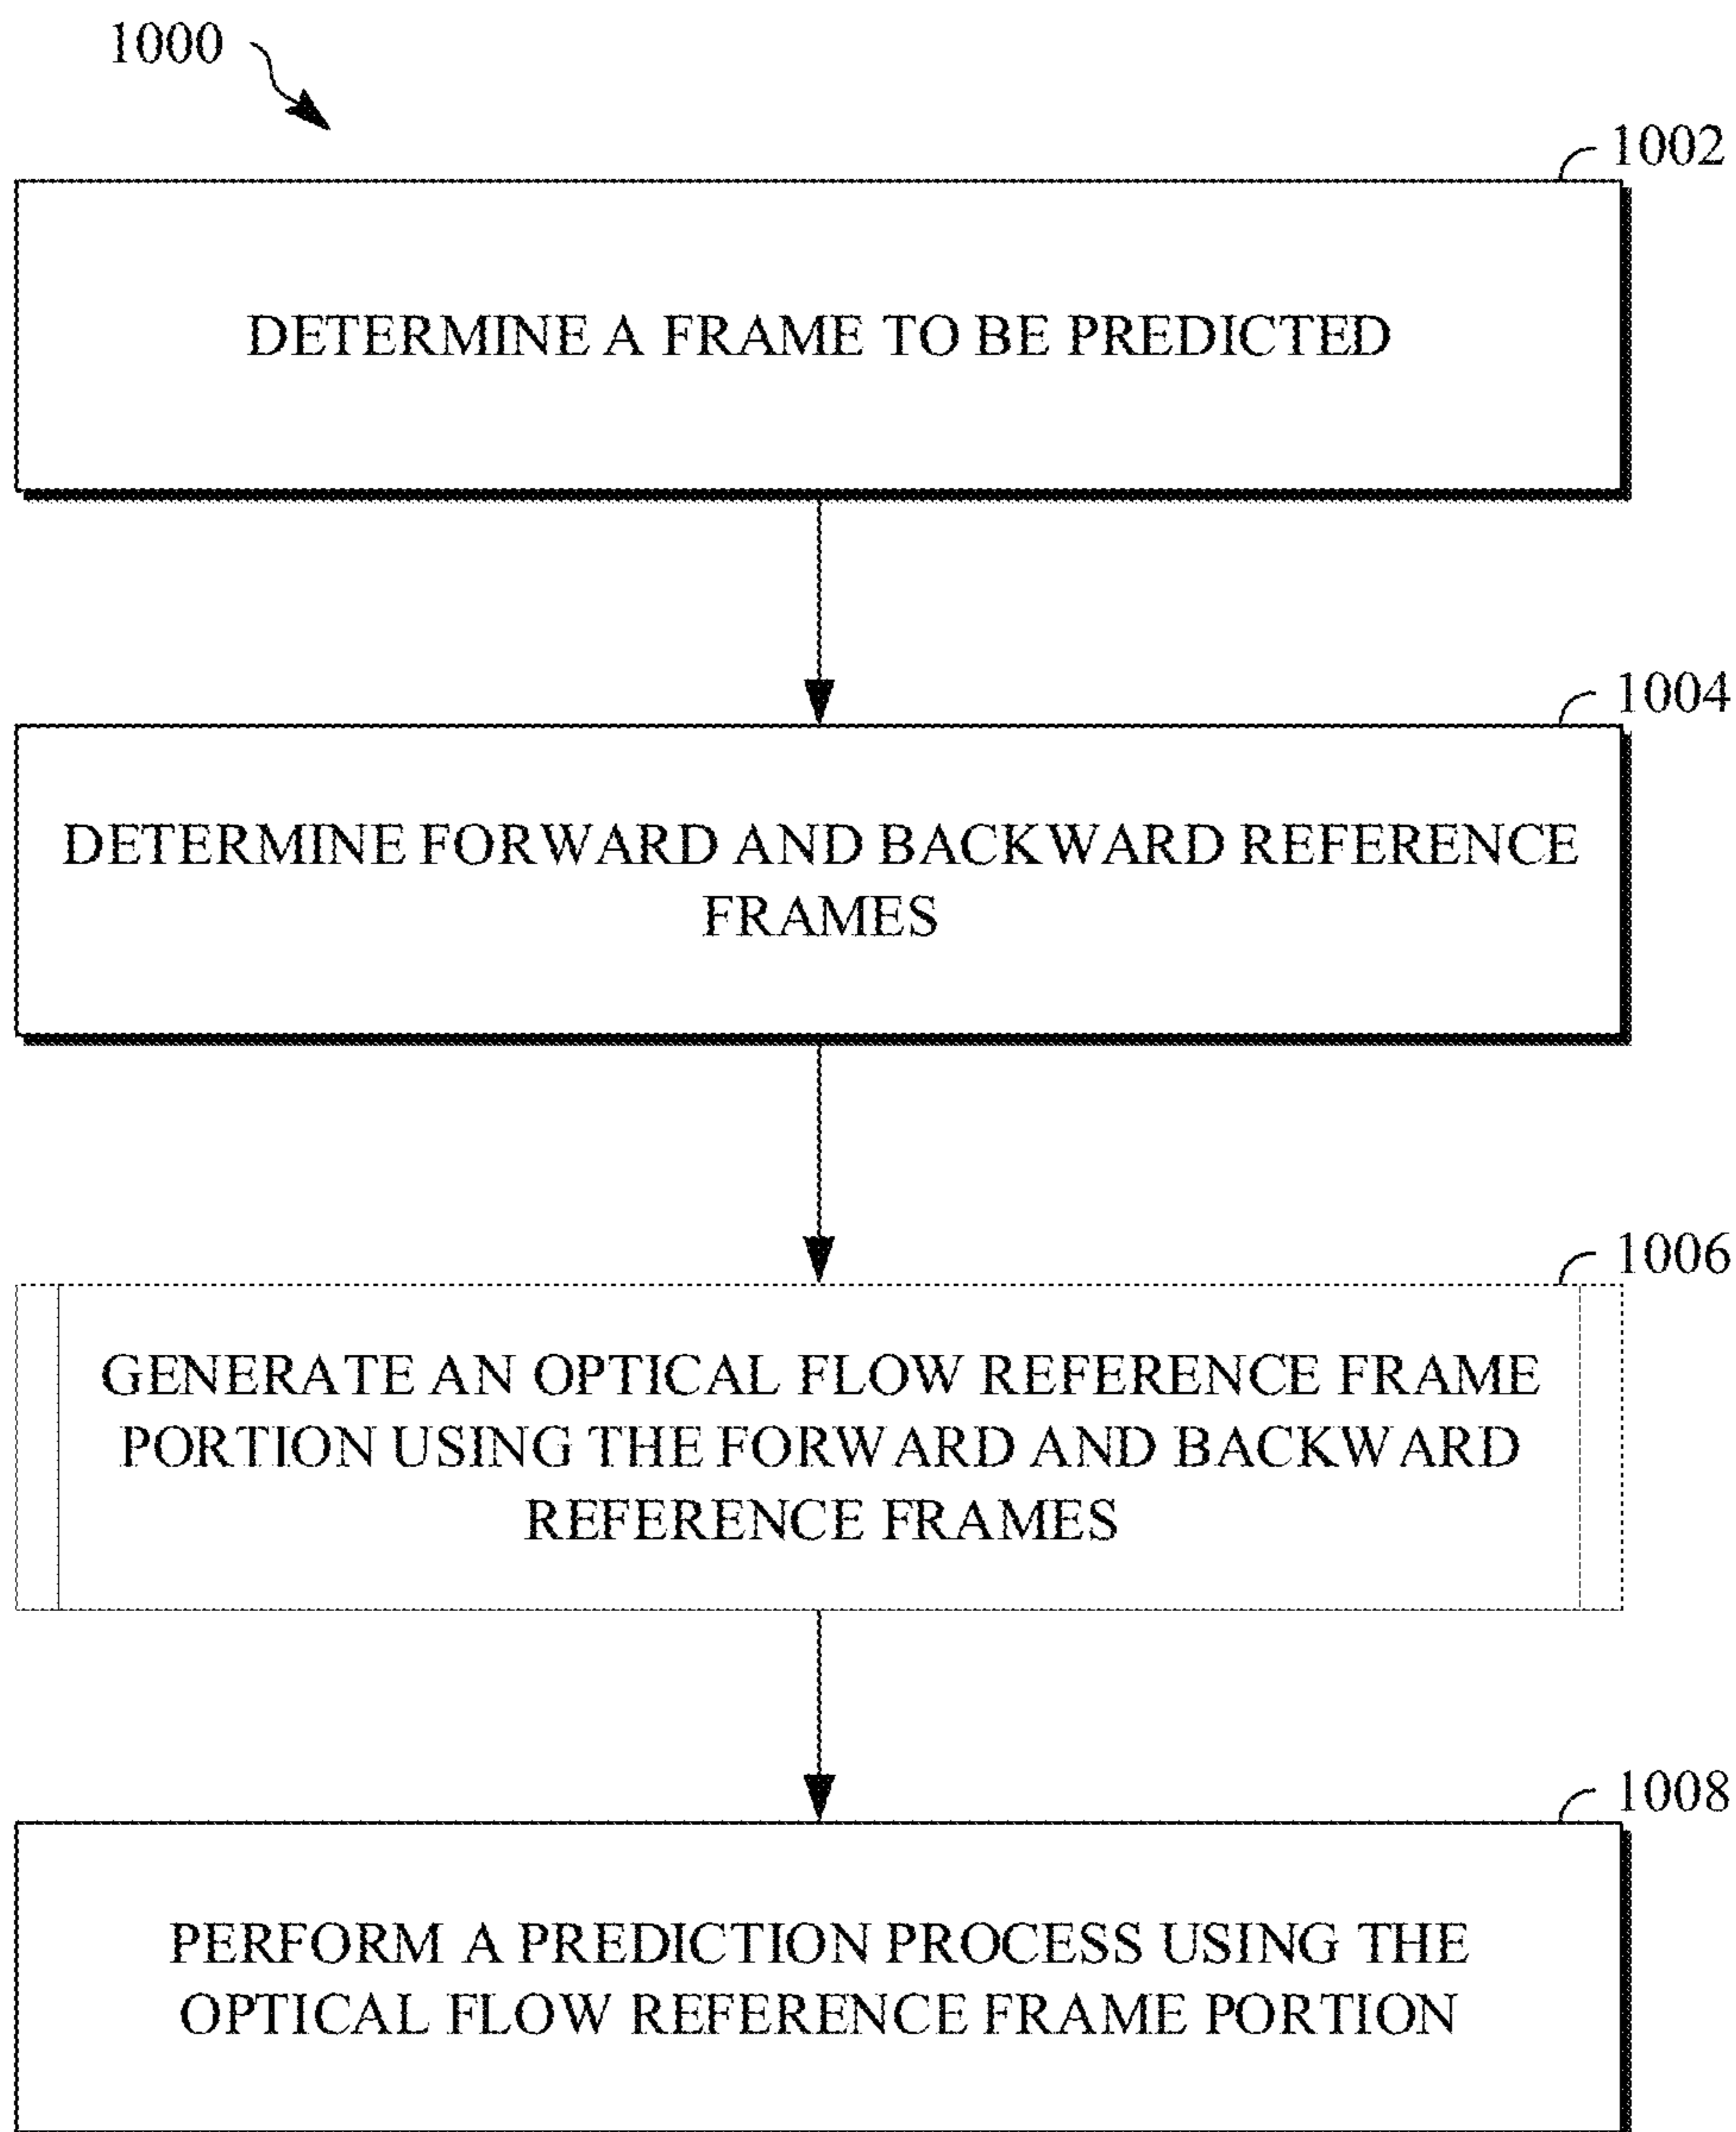 1000
1002
DETERMINE A FRAME TO BE PREDICTED
1004
DETERMINE FORWARD AND BACKWARD REFERENCE
FRAMES
1006
GENERATE AN OPTICAL FLOW REFERENCE FRAME
PORTION USING THE FORWARD AND BACKWARD
REFERENCE FRAMES
1008
PERFORM A PREDICTION PROCESS USING THE
OPTICAL FLOW REFERENCE FRAME PORTION